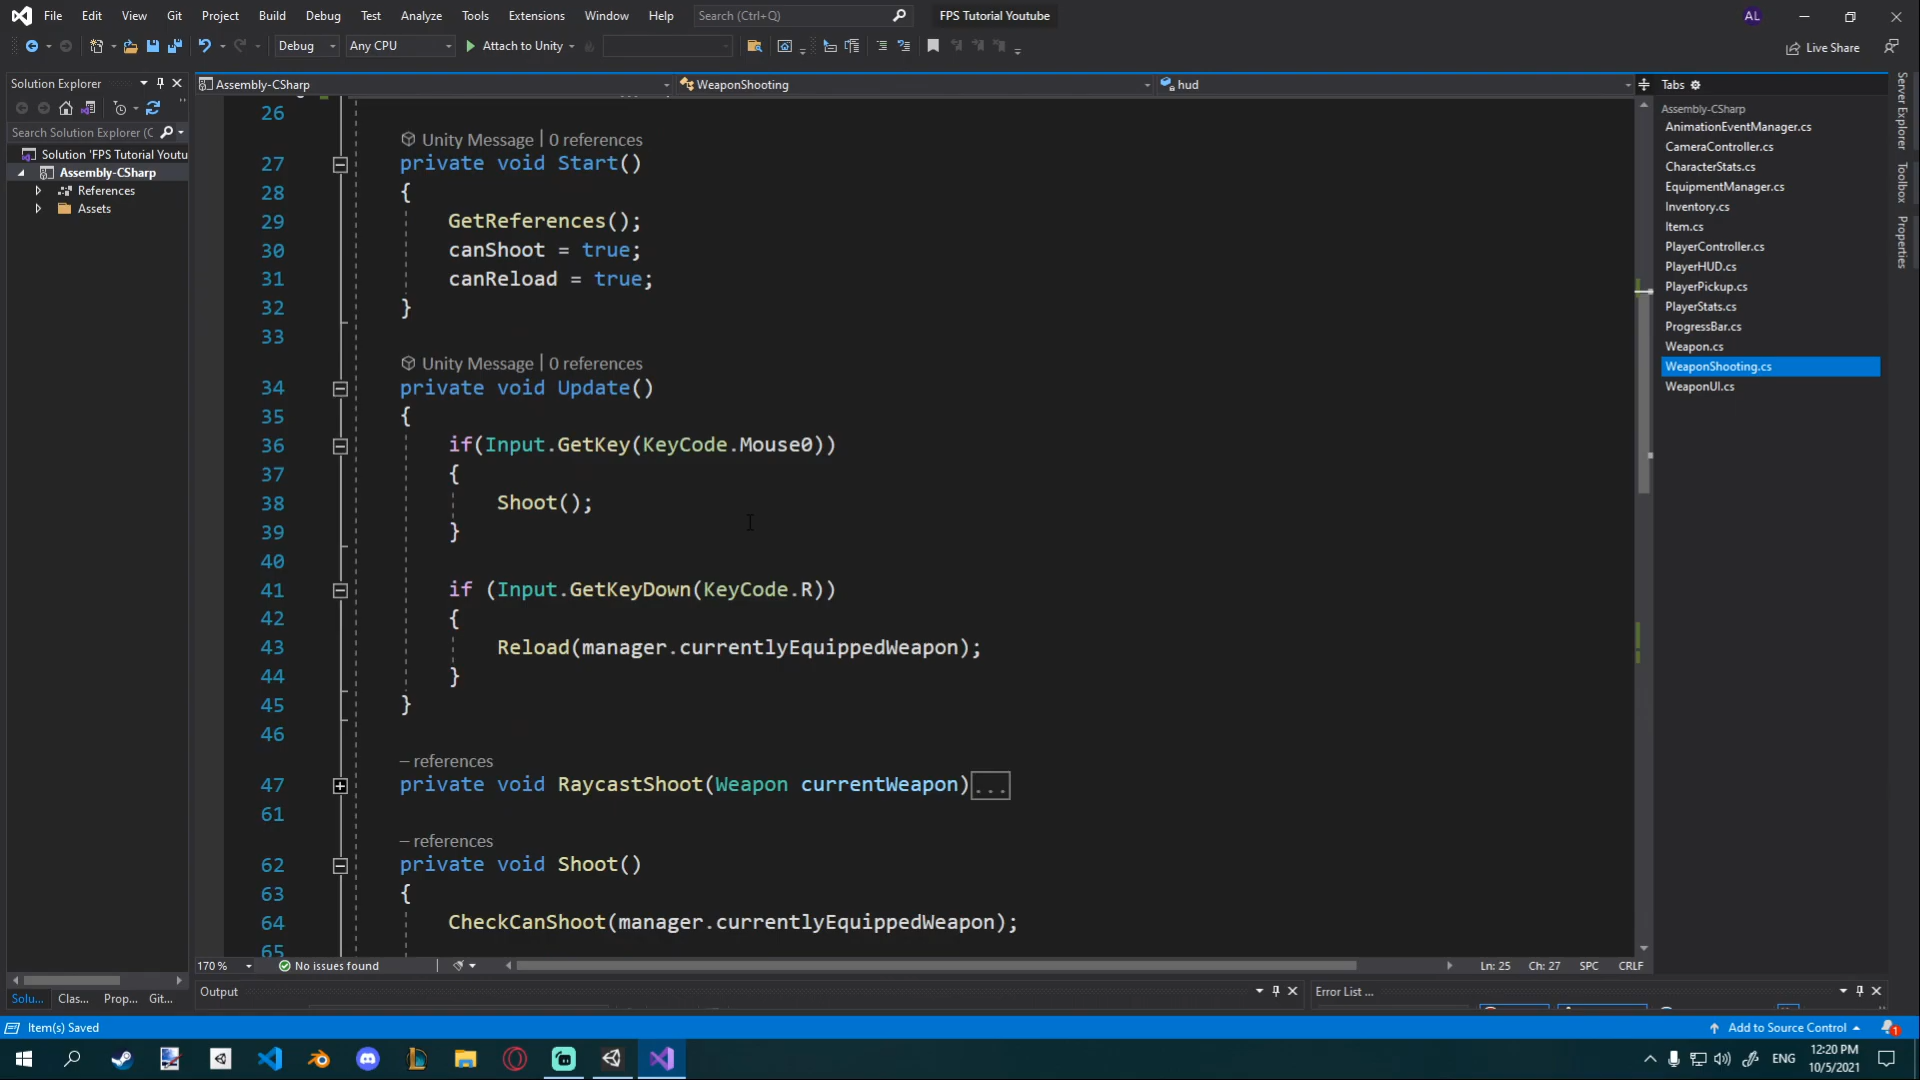 File Edit View Git Project Build Debug Test Analyze Tools Extensions Window Help Search (Ctrl+Q) FPS Tutorial Youtube AL
Debug Any CPU Attach to Unity Live Share
Solution Explorer
Search Solution Explorer (C
Solution 'FPS Tutorial Youtu
Assembly-CSharp
References
Assets
Assembly-CSharp WeaponShooting hud
26
Unity Message | 0 references
27 private void Start()
28 {
29 GetReferences();
30 canShoot = true;
31 canReload = true;
32 }
33
Unity Message | 0 references
34 private void Update()
35 {
36 if(Input.GetKey(KeyCode.Mouse0))
37 {
38 Shoot();
39 }
40
41 if (Input.GetKeyDown(KeyCode.R))
42 {
43 Reload(manager.currentlyEquippedWeapon);
44 }
45 }
46
– references
47 private void RaycastShoot(Weapon currentWeapon)...
61
– references
62 private void Shoot()
63 {
64 CheckCanShoot(manager.currentlyEquippedWeapon);
65
Tabs
Assembly-CSharp
AnimationEventManager.cs
CameraController.cs
CharacterStats.cs
EquipmentManager.cs
Inventory.cs
Item.cs
PlayerController.cs
PlayerHUD.cs
PlayerPickup.cs
PlayerStats.cs
ProgressBar.cs
Weapon.cs
WeaponShooting.cs
WeaponUI.cs
Server Explorer
Toolbox
Properties
170 % No issues found Ln: 25 Ch: 27 SPC CRLF
Solu... Clas... Prop... Git...
Output
Error List ...
Item(s) Saved Add to Source Control 1
ENG 12:20 PM
10/5/2021